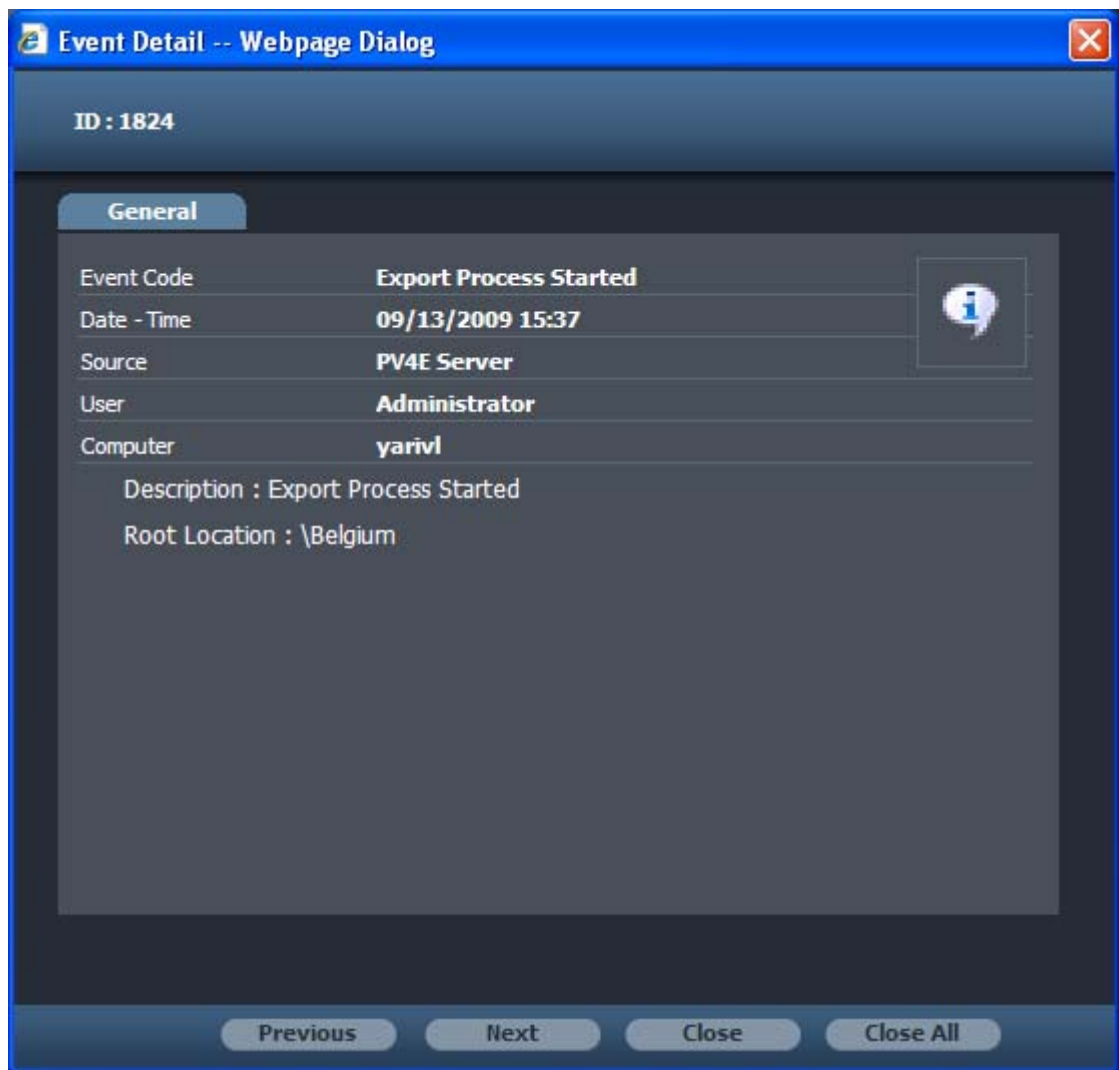 Event Detail -- Webpage Dialog
ID : 1824
General
Event Code Export Process Started
Date - Time 09/13/2009 15:37
Source PV4E Server
User Administrator
Computer yarivl
Description : Export Process Started
Root Location : \Belgium
Previous Next Close Close All